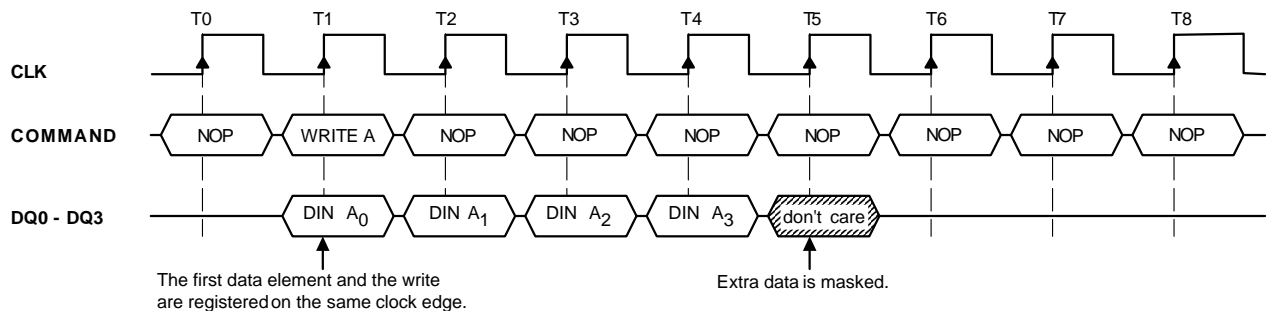 T0 T1 T2 T3 T4 T5 T6 T7 T8
CLK
COMMAND NOP WRITE A NOP NOP NOP NOP NOP NOP NOP
DQ0 - DQ3 DIN A0 DIN A1 DIN A2 DIN A3 don't care
The first data element and the write Extra data is masked.
are registered on the same clock edge.